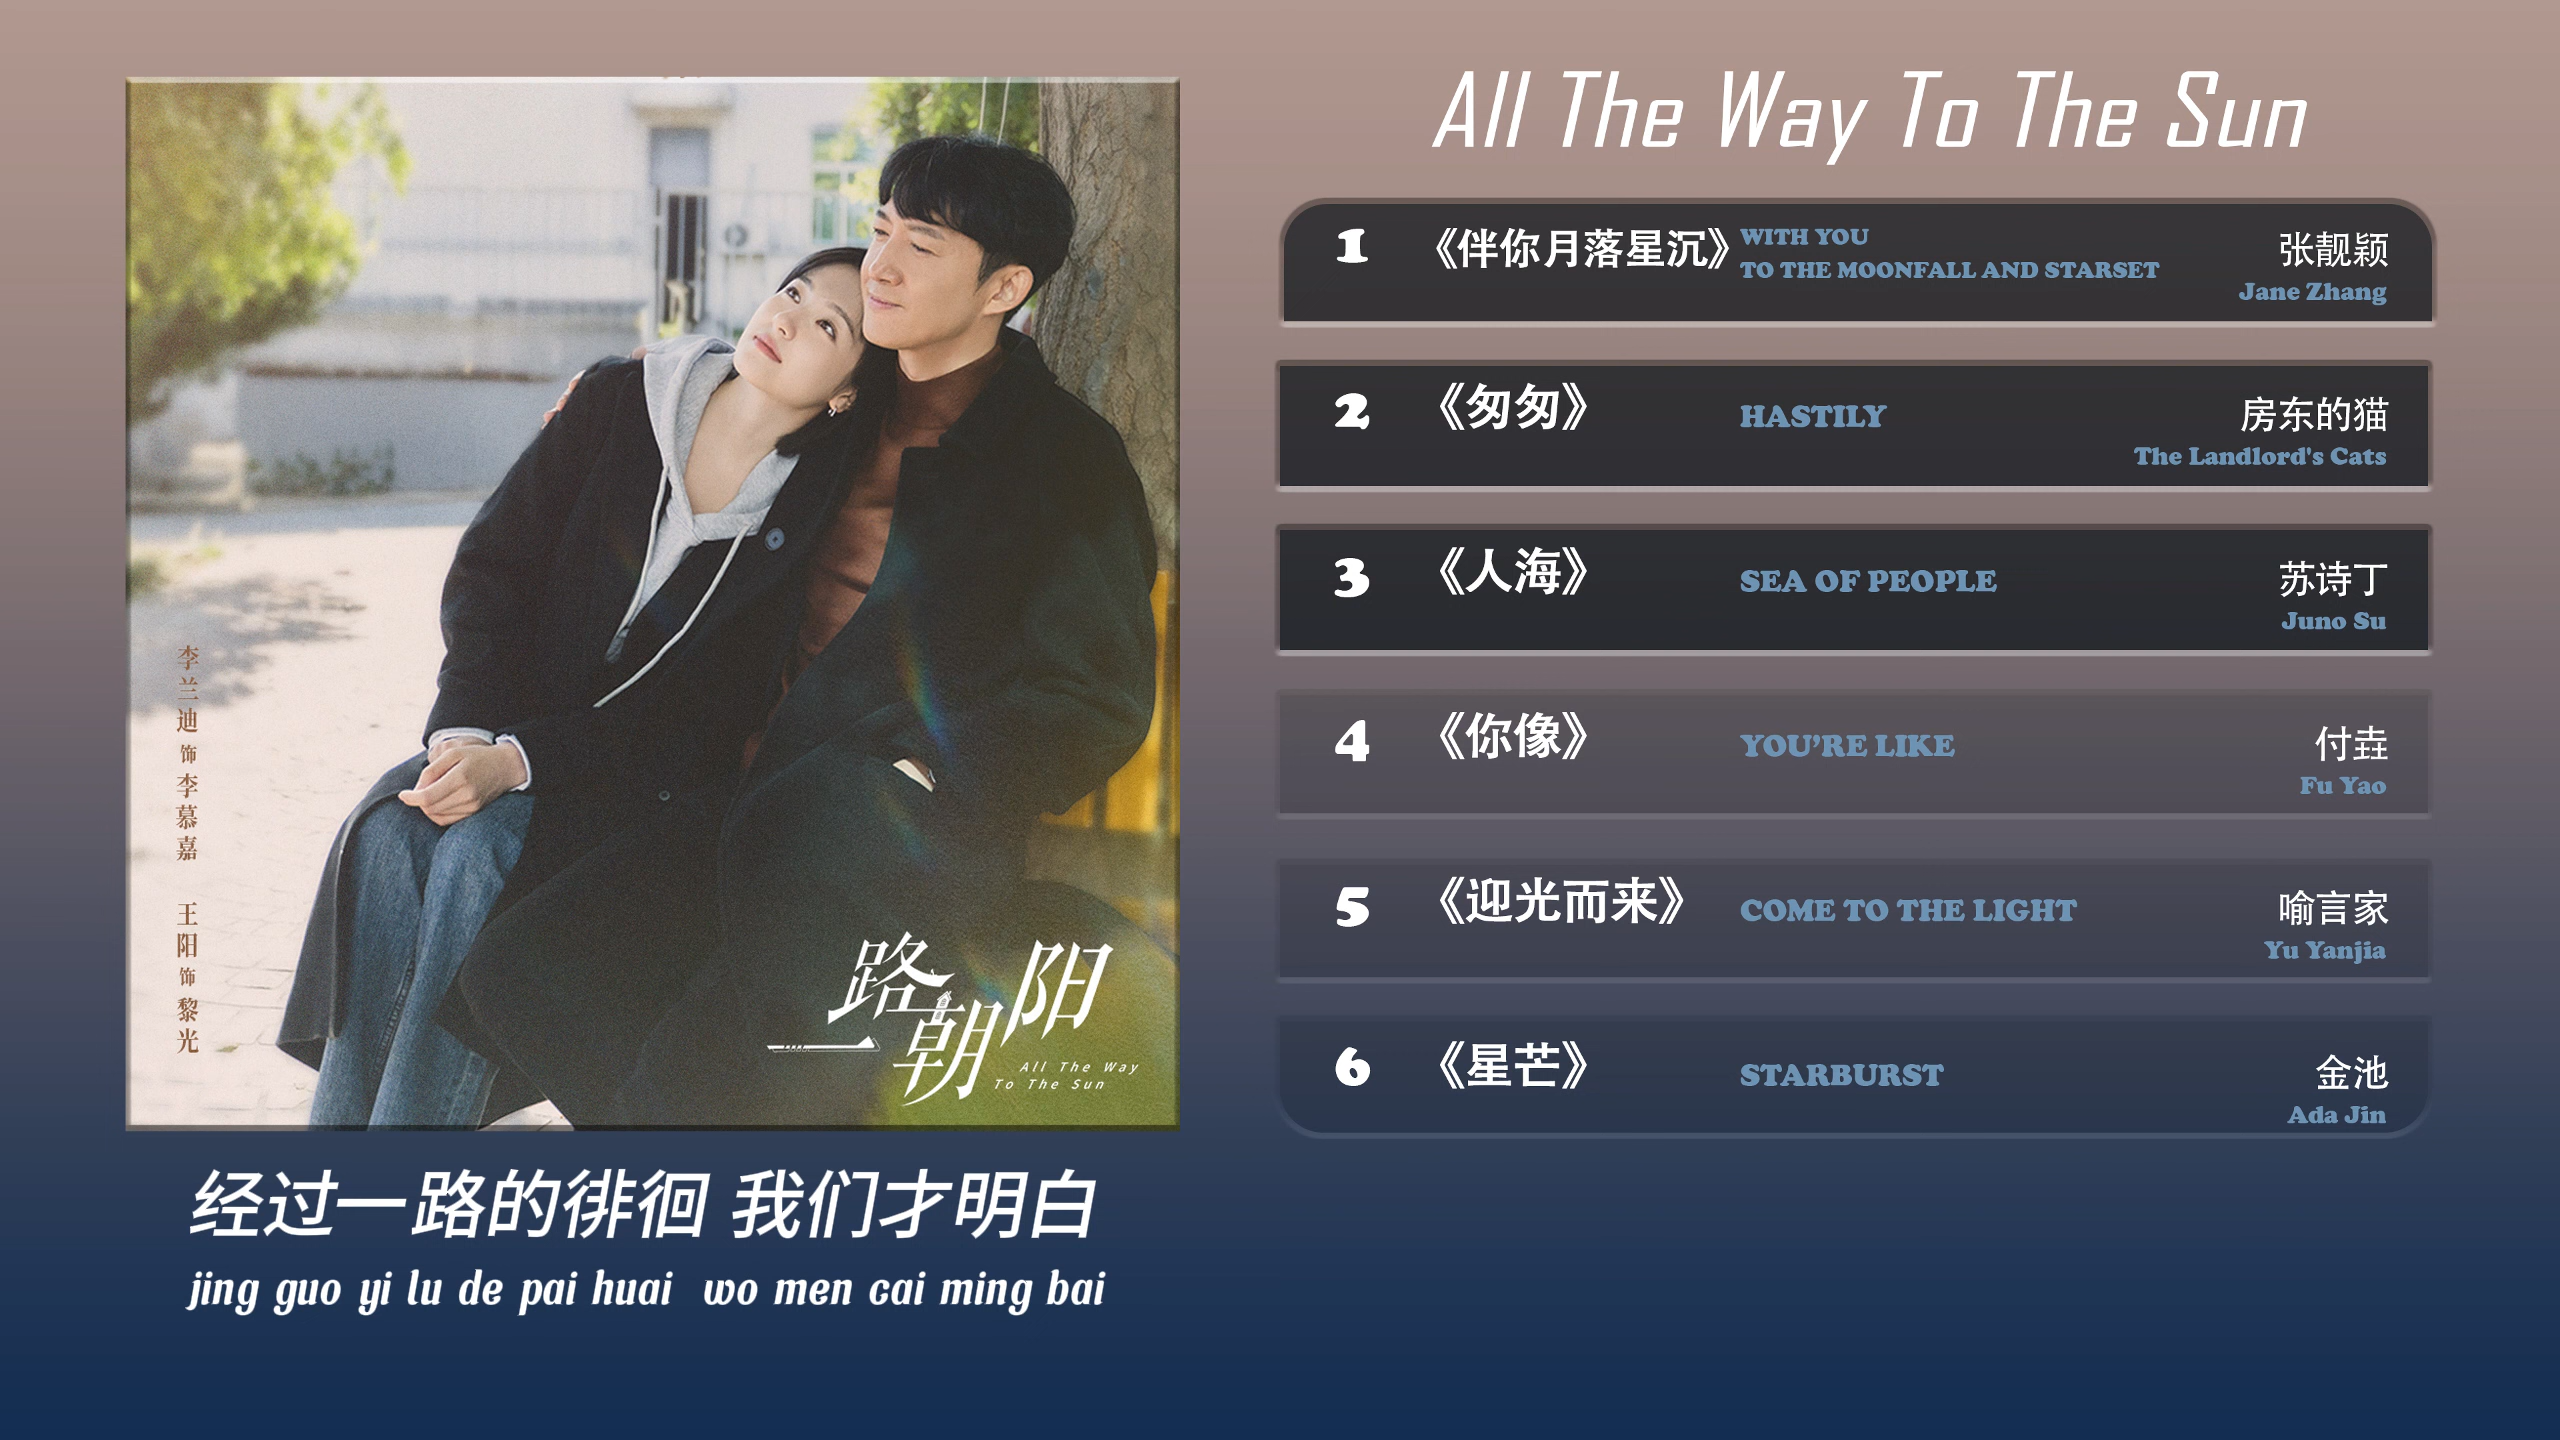 All The Way To The Sun
李兰迪 饰 李慕嘉
王阳 饰 黎光
一路朝阳
All The Way
To The Sun
1 《伴你月落星沉》 WITH YOU
TO THE MOONFALL AND STARSET
张靓颖
Jane Zhang
2 《匆匆》 HASTILY 房东的猫
The Landlord's Cats
3 《人海》 SEA OF PEOPLE 苏诗丁
Juno Su
4 《你像》 YOU'RE LIKE 付垚
Fu Yao
5 《迎光而来》 COME TO THE LIGHT 喻言家
Yu Yanjia
6 《星芒》 STARBURST 金池
Ada Jin
经过一路的徘徊 我们才明白
jing guo yi lu de pai huai wo men cai ming bai